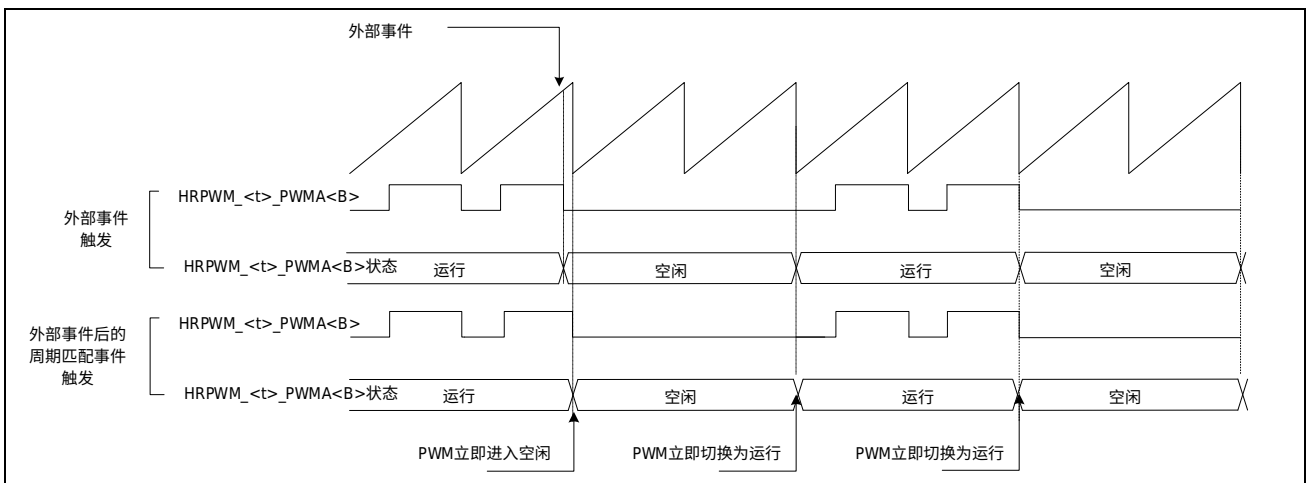 外部事件
HRPWM_<t>_PWMA<B>
外部事件
触发
HRPWM_<t>_PWMA<B>状态
运行
空闲
运行
空闲
HRPWM_<t>_PWMA<B>
外部事件后的
周期匹配事件
触发
HRPWM_<t>_PWMA<B>状态
运行
空闲
运行
空闲
PWM立即进入空闲
PWM立即切换为运行
PWM立即切换为运行